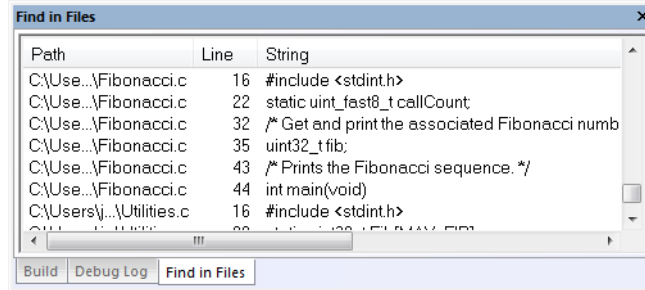 Find in Files
Path Line String
C:\Use...\Fibonacci.c 16 #include <stdint.h>
C:\Use...\Fibonacci.c 22 static uint_fast8_t callCount;
C:\Use...\Fibonacci.c 32 /* Get and print the associated Fibonacci numb
C:\Use...\Fibonacci.c 35 uint32_t fib;
C:\Use...\Fibonacci.c 43 /* Prints the Fibonacci sequence. */
C:\Use...\Fibonacci.c 44 int main(void)
C:\Users\j...\Utilities.c 16 #include <stdint.h>
Build Debug Log Find in Files